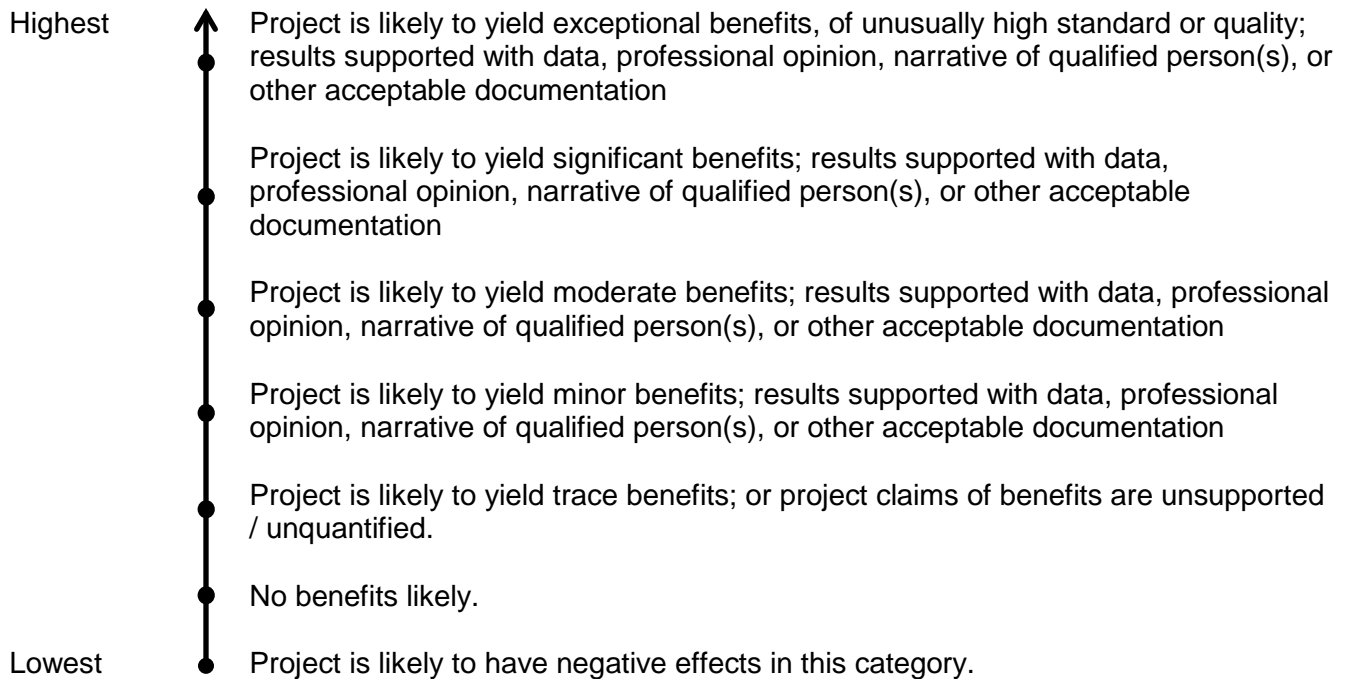 Highest Project is likely to yield exceptional benefits, of unusually high standard or quality;
results supported with data, professional opinion, narrative of qualified person(s), or
other acceptable documentation
Project is likely to yield significant benefits; results supported with data,
professional opinion, narrative of qualified person(s), or other acceptable
documentation
Project is likely to yield moderate benefits; results supported with data, professional
opinion, narrative of qualified person(s), or other acceptable documentation
Project is likely to yield minor benefits; results supported with data, professional
opinion, narrative of qualified person(s), or other acceptable documentation
Project is likely to yield trace benefits; or project claims of benefits are unsupported
/ unquantified.
No benefits likely.
Lowest Project is likely to have negative effects in this category.